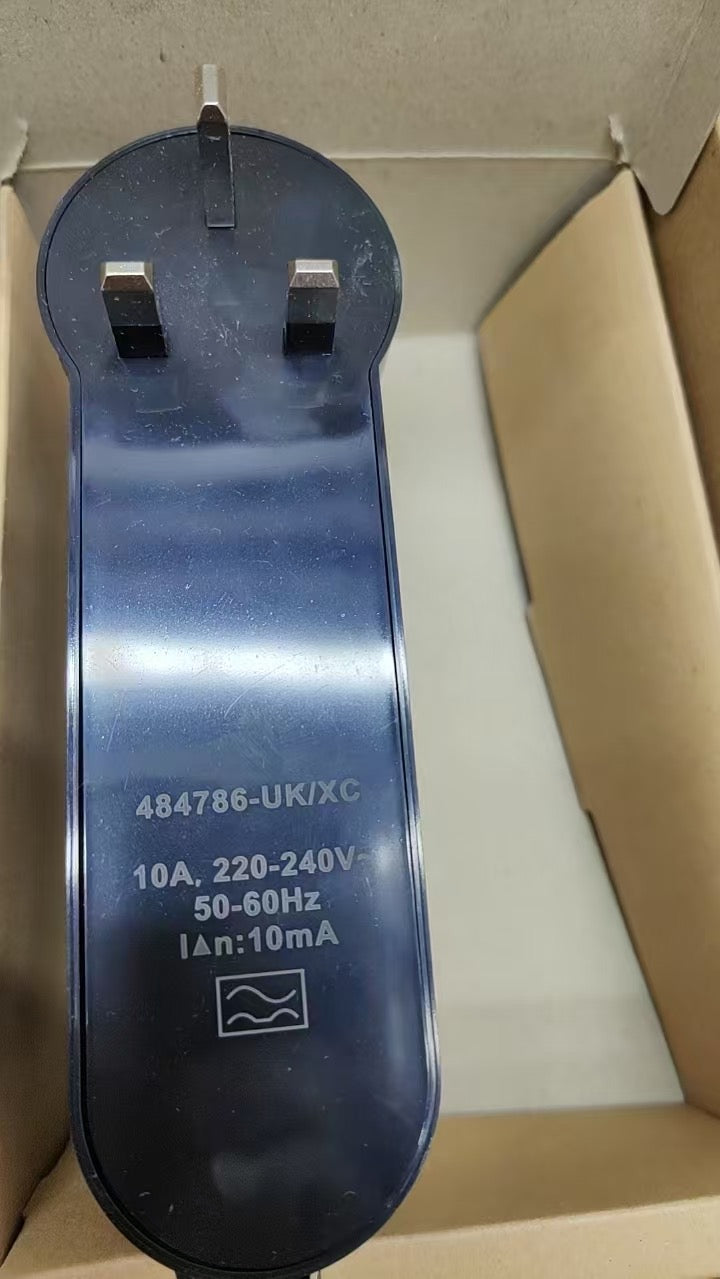 484786-UK/XC
10A, 220-240V~
50-60Hz
I△n:10mA